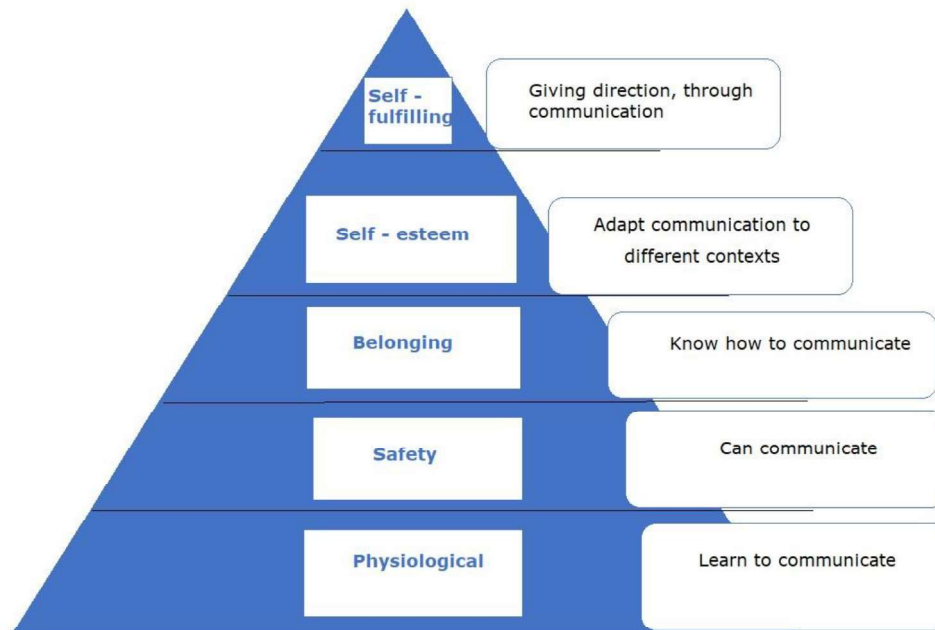 Self -
fulfilling
Giving direction, through
communication
Self - esteem
Adapt communication to
different contexts
Belonging
Know how to communicate
Safety
Can communicate
Physiological
Learn to communicate